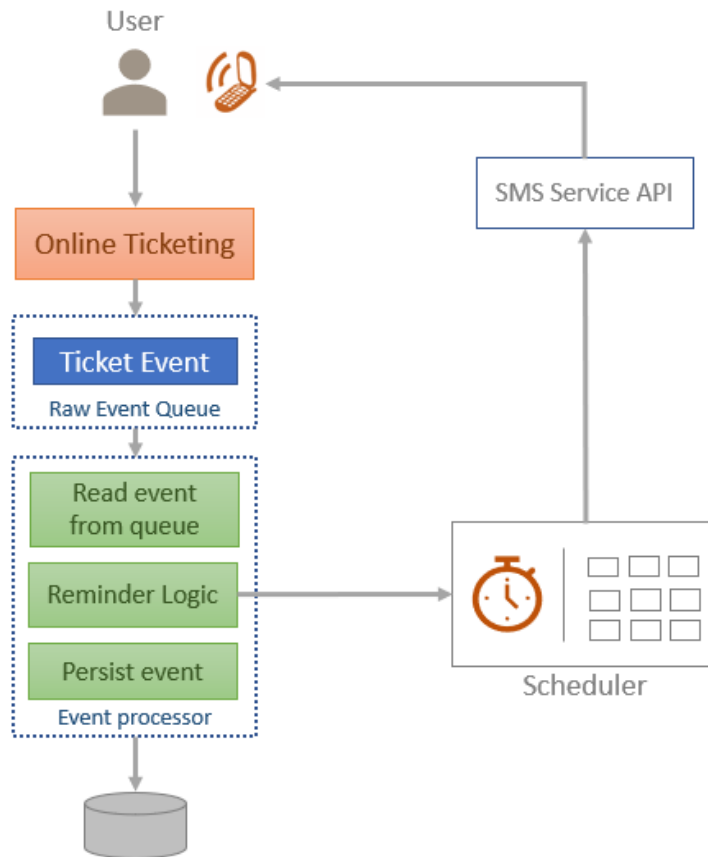 User
SMS Service API
Online Ticketing
Ticket Event
Raw Event Queue
Read event
from queue
Reminder Logic
Persist event
Event processor
Scheduler